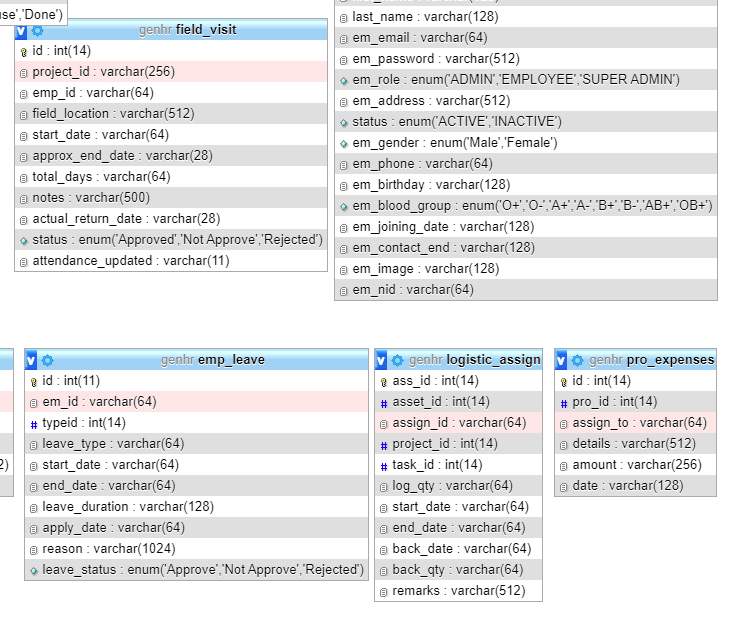 use','Done')
genhr field_visit
id : int(14)
project_id : varchar(256)
emp_id : varchar(64)
field_location : varchar(512)
start_date : varchar(64)
approx_end_date : varchar(28)
total_days : varchar(64)
notes : varchar(500)
actual_return_date : varchar(28)
status : enum('Approved','Not Approve','Rejected')
attendance_updated : varchar(11)
last_name : varchar(128)
em_email : varchar(64)
em_password : varchar(512)
em_role : enum('ADMIN','EMPLOYEE','SUPER ADMIN')
em_address : varchar(512)
status : enum('ACTIVE','INACTIVE')
em_gender : enum('Male','Female')
em_phone : varchar(64)
em_birthday : varchar(128)
em_blood_group : enum('O+','O-','A+','A-','B+','B-','AB+','OB+')
em_joining_date : varchar(128)
em_contact_end : varchar(128)
em_image : varchar(128)
em_nid : varchar(64)
2)
genhr emp_leave
id : int(11)
em_id : varchar(64)
typeid : int(14)
leave_type : varchar(64)
start_date : varchar(64)
end_date : varchar(64)
leave_duration : varchar(128)
apply_date : varchar(64)
reason : varchar(1024)
leave_status : enum('Approve','Not Approve','Rejected')
genhr logistic_assign
ass_id : int(14)
asset_id : int(14)
assign_id : varchar(64)
project_id : int(14)
task_id : int(14)
log_qty : varchar(64)
start_date : varchar(64)
end_date : varchar(64)
back_date : varchar(64)
back_qty : varchar(64)
remarks : varchar(512)
genhr pro_expenses
id : int(14)
pro_id : int(14)
assign_to : varchar(64)
details : varchar(512)
amount : varchar(256)
date : varchar(128)